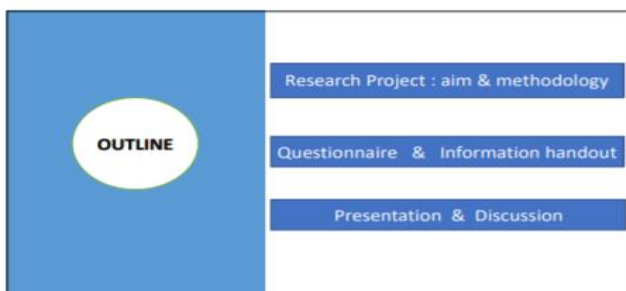 OUTLINE
Research Project : aim & methodology
Questionnaire & Information handout
Presentation & Discussion